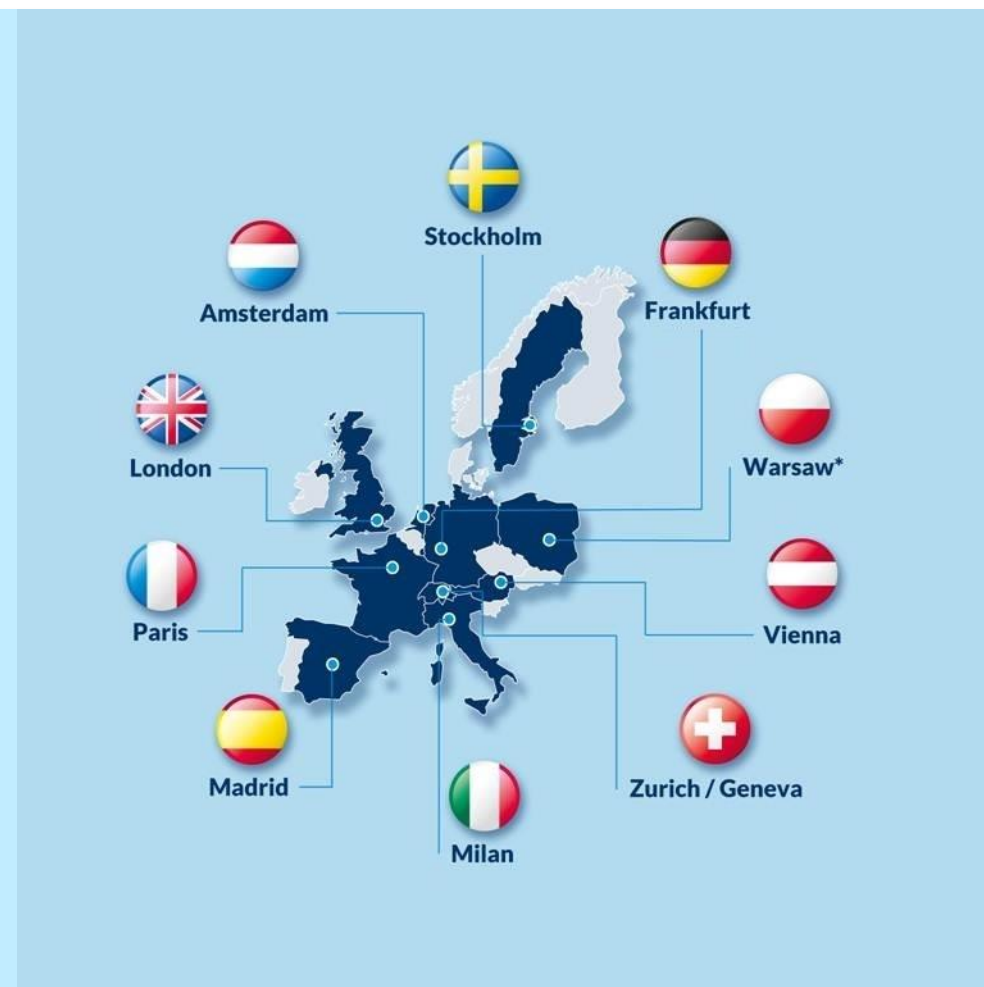 Stockholm
Amsterdam
Frankfurt
London
Warsaw*
Paris
Vienna
Madrid
Zurich / Geneva
Milan